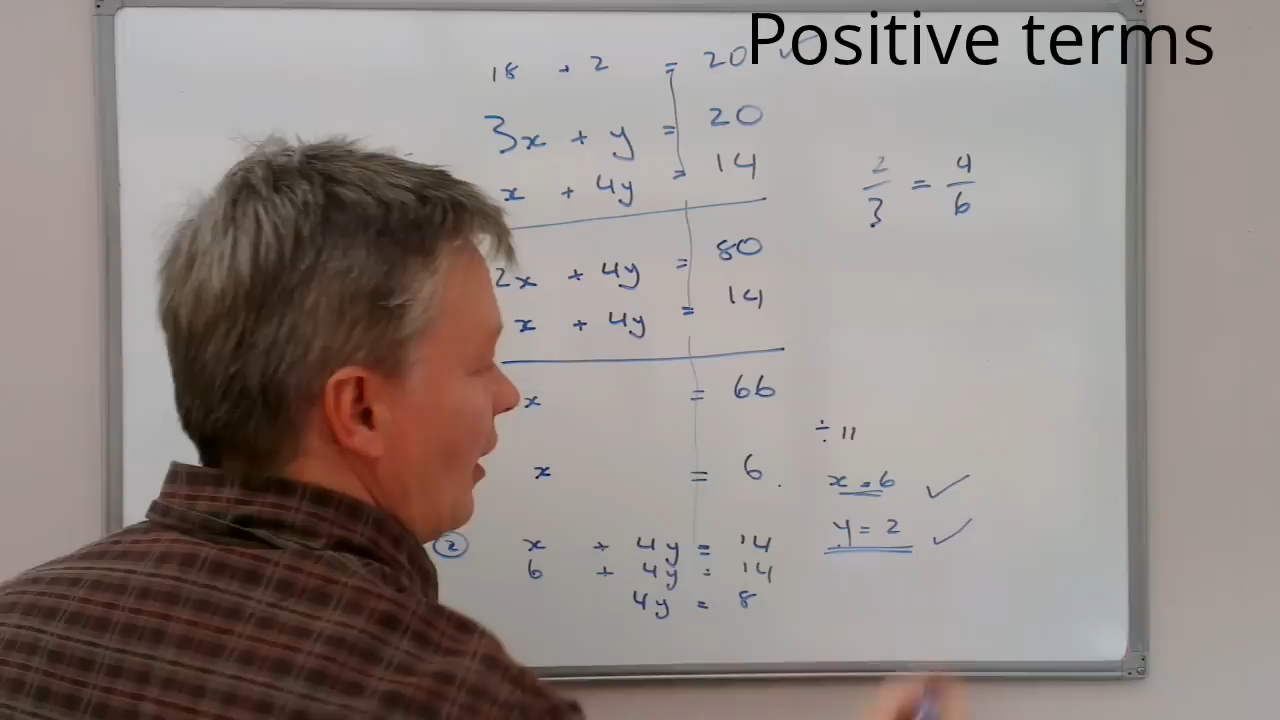 Positive terms
18 + 2 = 20 ✓
3x + y = 20
x + 4y = 14
2/3 = 4/6
2x + 4y = 80
x + 4y = 14
x = 66
÷ 11
x = 6.
x = 6 ✓
y = 2 ✓
② x + 4y = 14
6 + 4y = 14
4y = 8